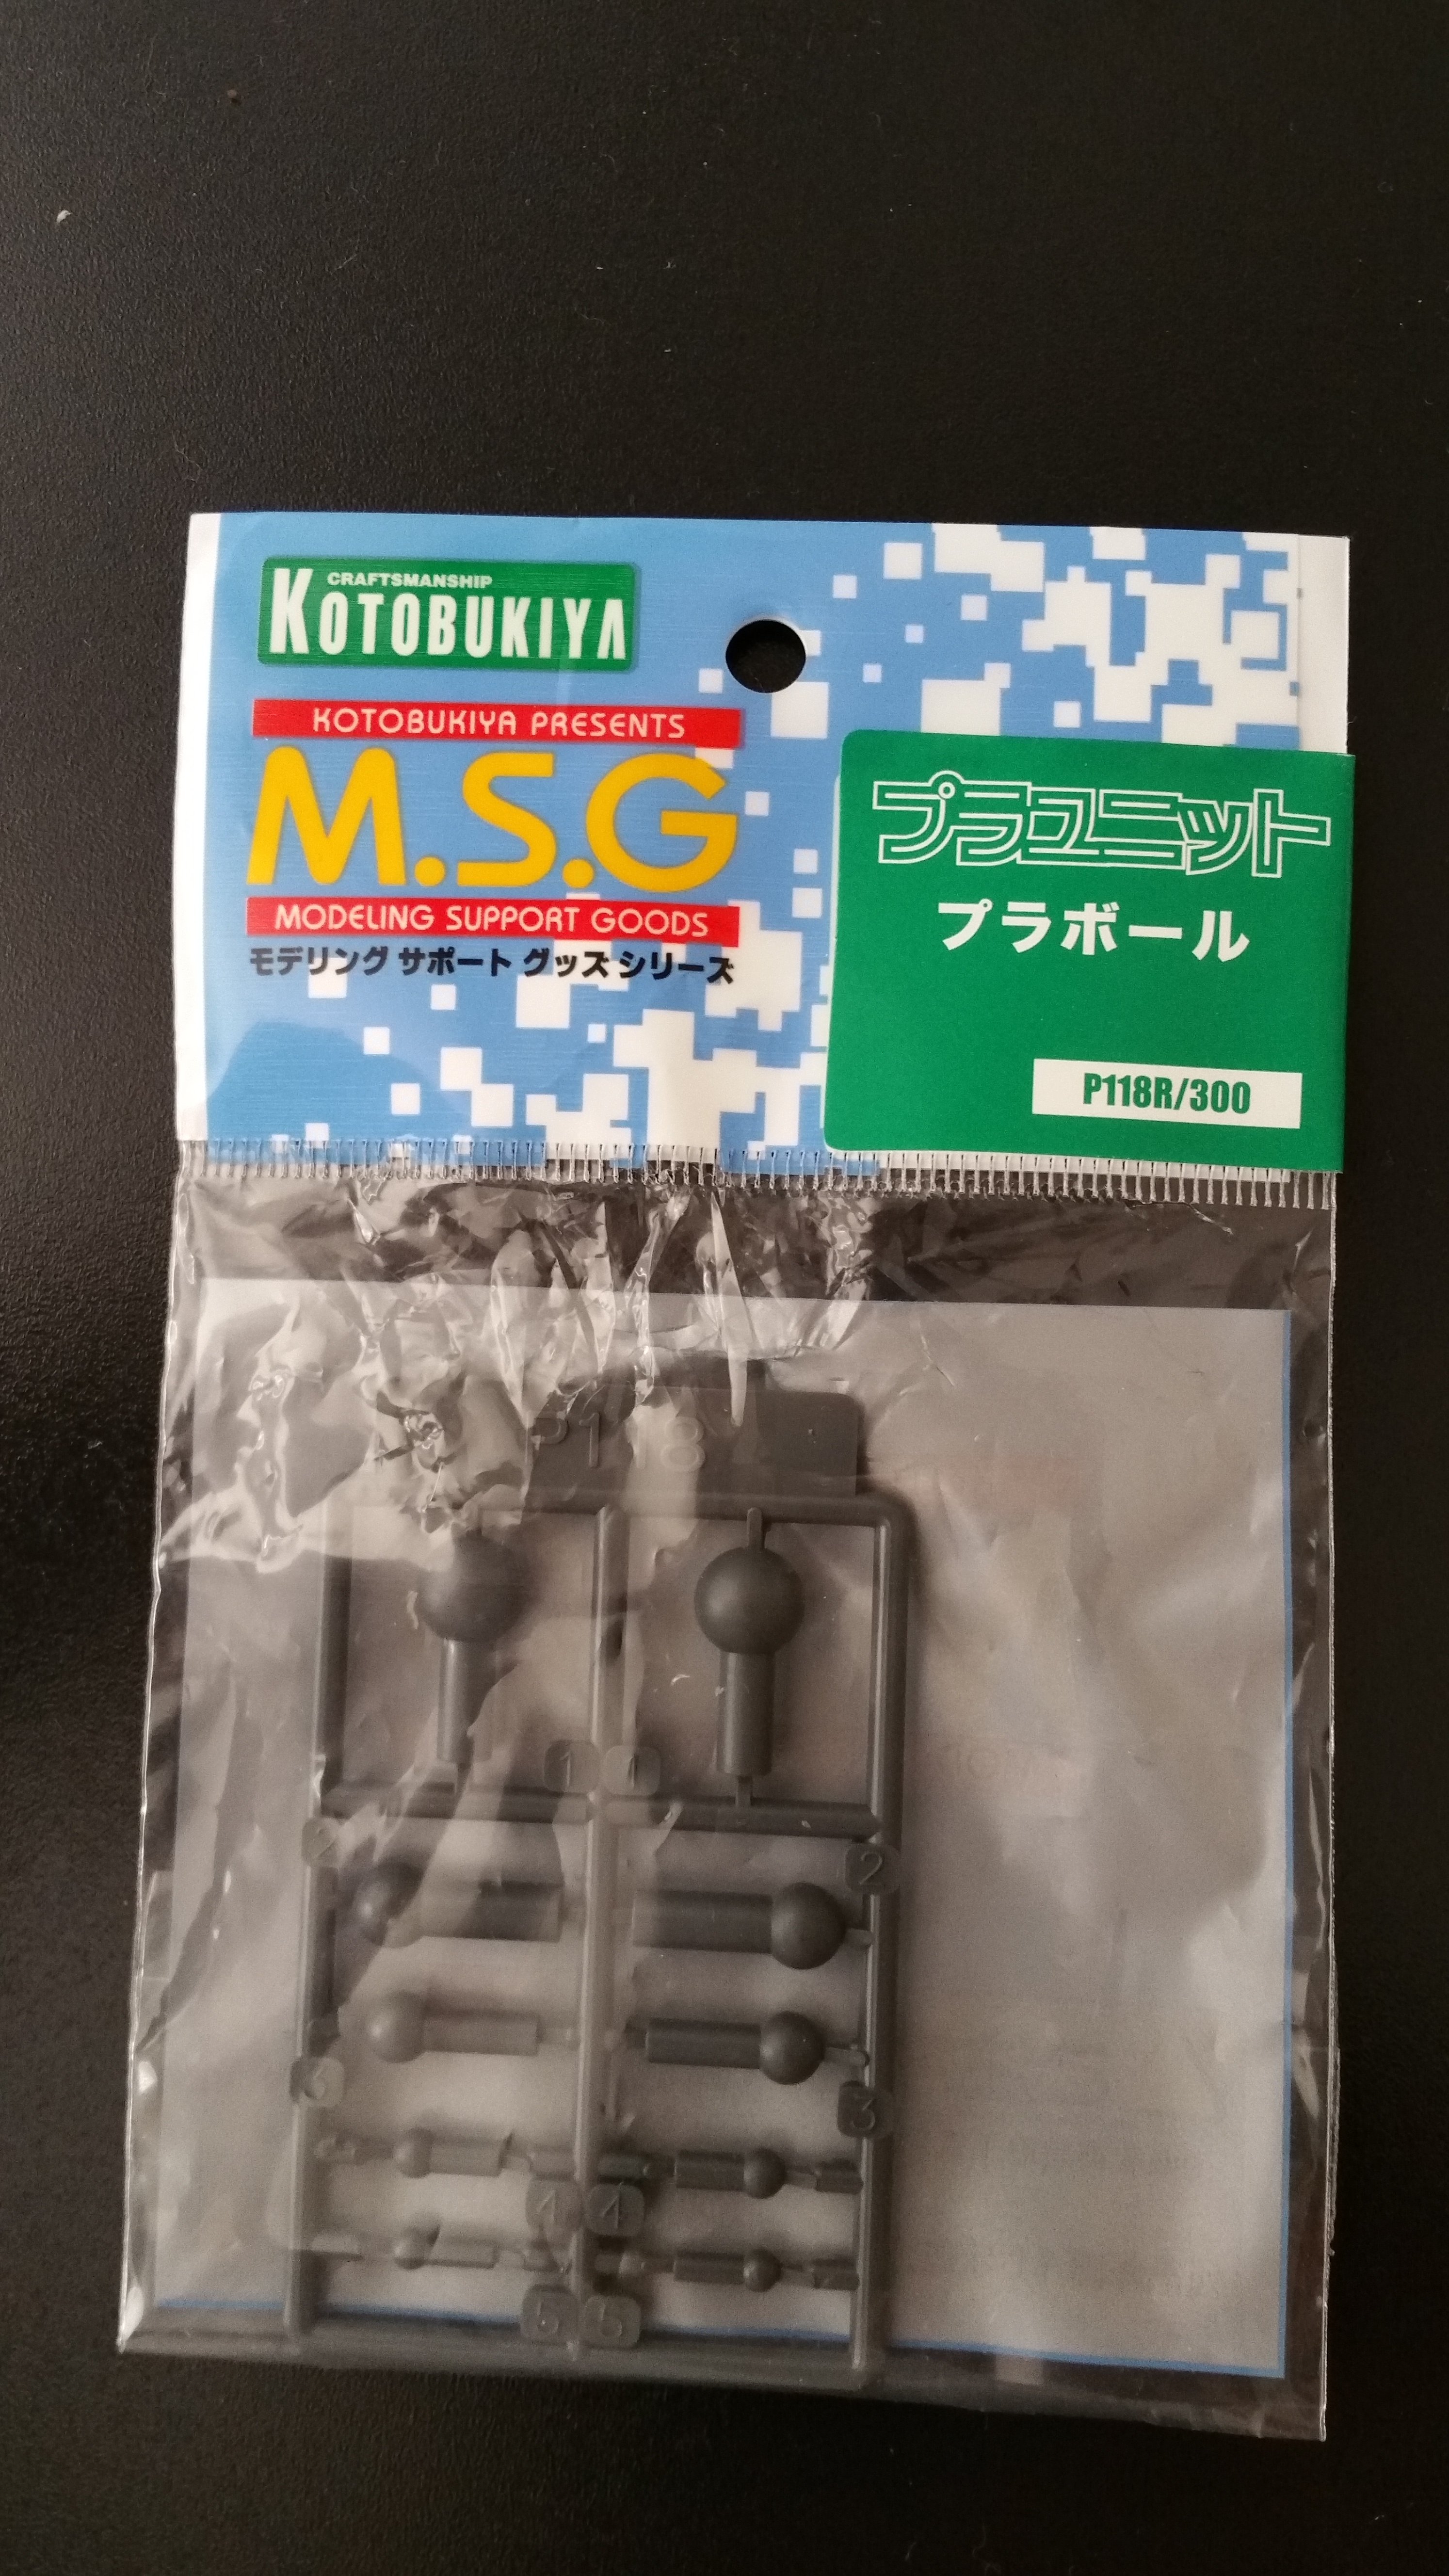 CRAFTSMANSHIP
KOTOBUKIYA
KOTOBUKIYA PRESENTS
M.S.G
MODELING SUPPORT GOODS
モデリング サポート グッズ シリーズ
プラユニット
プラボール
P118R/300
P118
1 1
2 2
3 3
4 4
5 5